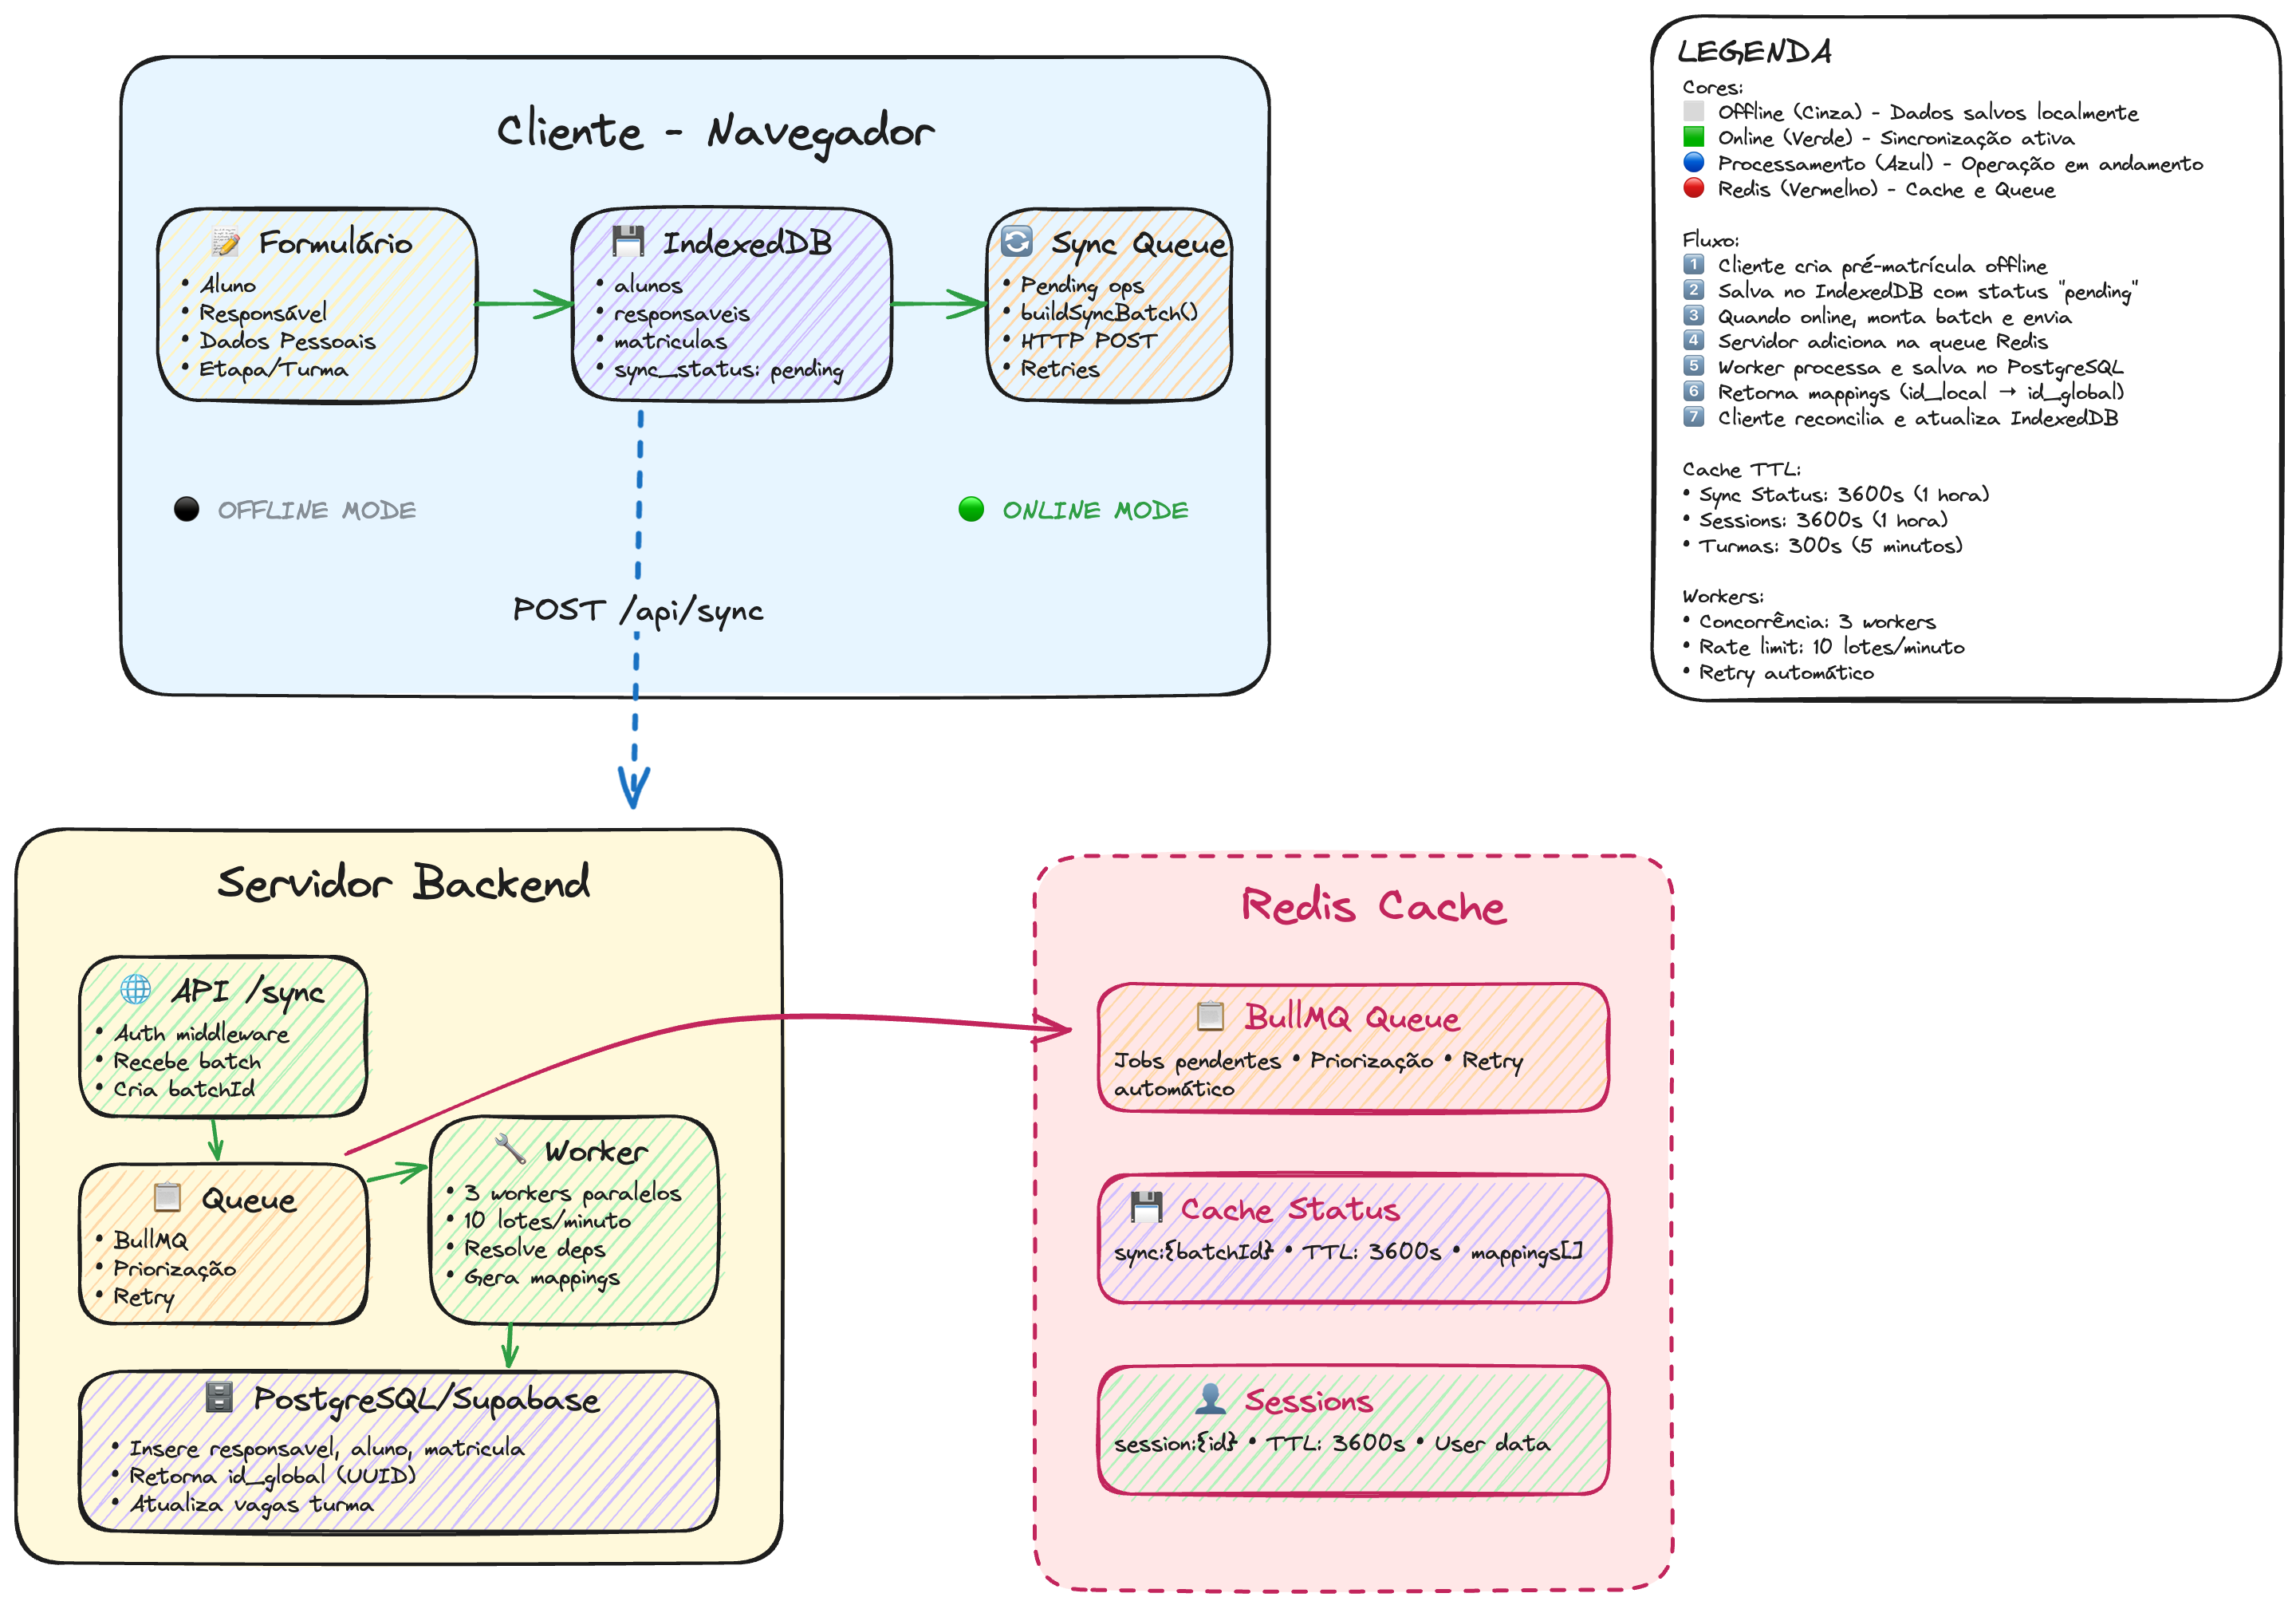 Cliente - Navegador
📝 Formulário
• Aluno
• Responsável
• Dados Pessoais
• Etapa/Turma
💾 IndexedDB
• alunos
• responsaveis
• matriculas
• sync_status: pending
🔄 Sync Queue
• Pending ops
• buildSyncBatch()
• HTTP POST
• Retries
⚫ OFFLINE MODE
🟢 ONLINE MODE
POST /api/sync
LEGENDA
Cores:
⬜ Offline (Cinza) - Dados salvos localmente
🟩 Online (Verde) - Sincronização ativa
🔵 Processamento (Azul) - Operação em andamento
🔴 Redis (Vermelho) - Cache e Queue
Fluxo:
1️⃣ Cliente cria pré-matrícula offline
2️⃣ Salva no IndexedDB com status "pending"
3️⃣ Quando online, monta batch e envia
4️⃣ Servidor adiciona na queue Redis
5️⃣ Worker processa e salva no PostgreSQL
6️⃣ Retorna mappings (id_local → id_global)
7️⃣ Cliente reconcilia e atualiza IndexedDB
Cache TTL:
• Sync Status: 3600s (1 hora)
• Sessions: 3600s (1 hora)
• Turmas: 300s (5 minutos)
Workers:
• Concorrência: 3 workers
• Rate limit: 10 lotes/minuto
• Retry automático
Servidor Backend
🌐 API /sync
• Auth middleware
• Recebe batch
• Cria batchId
📋 Queue
• BullMQ
• Priorização
• Retry
🔧 Worker
• 3 workers paralelos
• 10 lotes/minuto
• Resolve deps
• Gera mappings
🗄️ PostgreSQL/Supabase
• Insere responsavel, aluno, matricula
• Retorna id_global (UUID)
• Atualiza vagas turma
Redis Cache
📋 BullMQ Queue
Jobs pendentes • Priorização • Retry
automático
💾 Cache Status
sync:{batchId} • TTL: 3600s • mappings[]
👤 Sessions
session:{id} • TTL: 3600s • User data